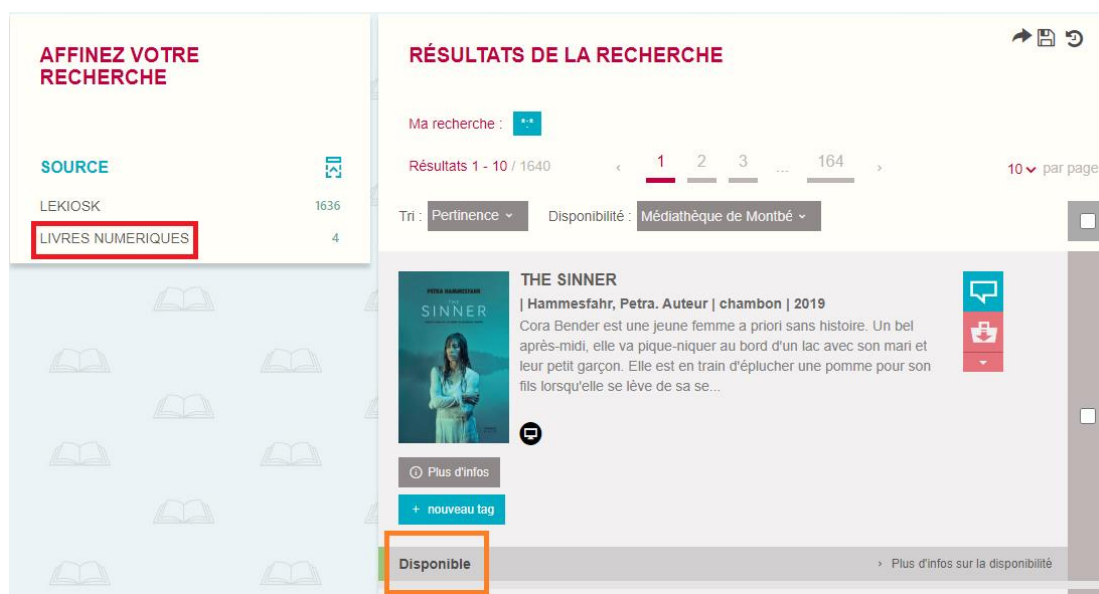 AFFINEZ VOTRE
RECHERCHE
SOURCE
LEKIOSK 1636
LIVRES NUMERIQUES 4
RÉSULTATS DE LA RECHERCHE
Ma recherche : *:*
Résultats 1 - 10 / 1640 ‹ 1 2 3 ... 164 › 10 par page
Tri : Pertinence Disponibilité : Médiathèque de Montbé
PETRA HAMMESFAHR
THE
SINNER
THE SINNER
| Hammesfahr, Petra. Auteur | chambon | 2019
Cora Bender est une jeune femme a priori sans histoire. Un bel
après-midi, elle va pique-niquer au bord d'un lac avec son mari et
leur petit garçon. Elle est en train d'éplucher une pomme pour son
fils lorsqu'elle se lève de sa se...
Plus d'infos
+ nouveau tag
Disponible › Plus d'infos sur la disponibilité